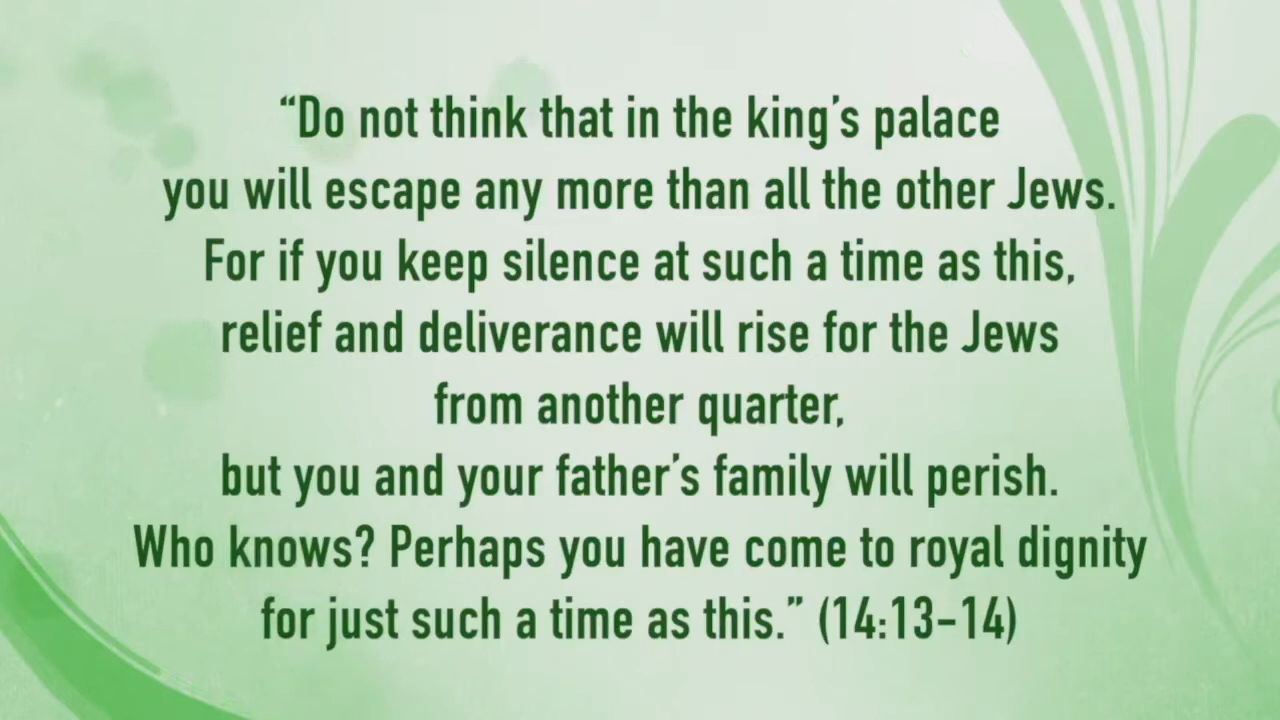 “Do not think that in the king’s palace
you will escape any more than all the other Jews.
For if you keep silence at such a time as this,
relief and deliverance will rise for the Jews
from another quarter,
but you and your father’s family will perish.
Who knows? Perhaps you have come to royal dignity
for just such a time as this.” (14:13–14)